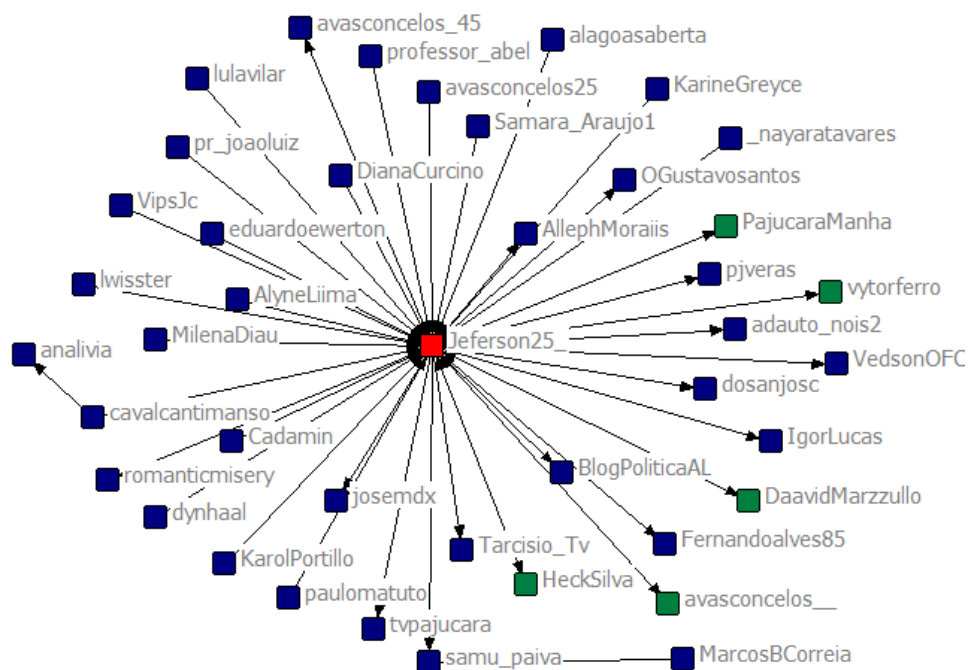 avasconcelos_45
alagoasaberta
professor_abel
lulavilar
KarineGreyce
avasconcelos25
Samara_Araujo1
_nayaratavares
pr_joaoluiz
DianaCurcino
OGustavosantos
VipsJc
eduardoewerton
AllephMoraiis
PajucaraManha
pjveras
lwisster
AlyneLiima
vytorferro
adauto_nois2
MilenaDiau
Jeferson25_
analivia
VedsonOFC
dosanjosc
cavalcantimanso
Cadamin
IgorLucas
romanticmisery
BlogPoliticaAL
josemdx
DaavidMarzzullo
dynhaal
Fernandoalves85
Tarcisio_Tv
KarolPortillo
HeckSilva
paulomatuto
avasconcelos__
tvpajucara
samu_paiva
MarcosBCorreia